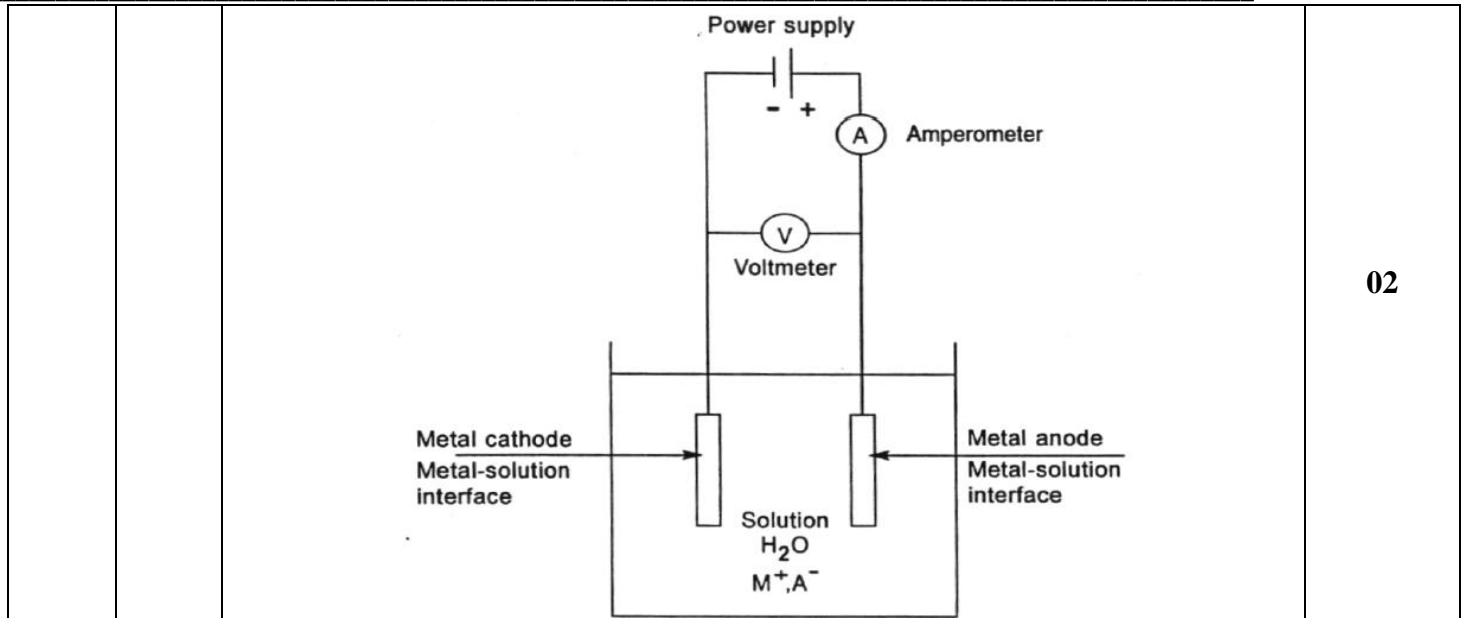 Power supply
- +
A
Amperometer
V
Voltmeter
02
Metal cathode
Metal-solution
interface
Metal anode
Metal-solution
interface
Solution
H₂O
M⁺,A⁻